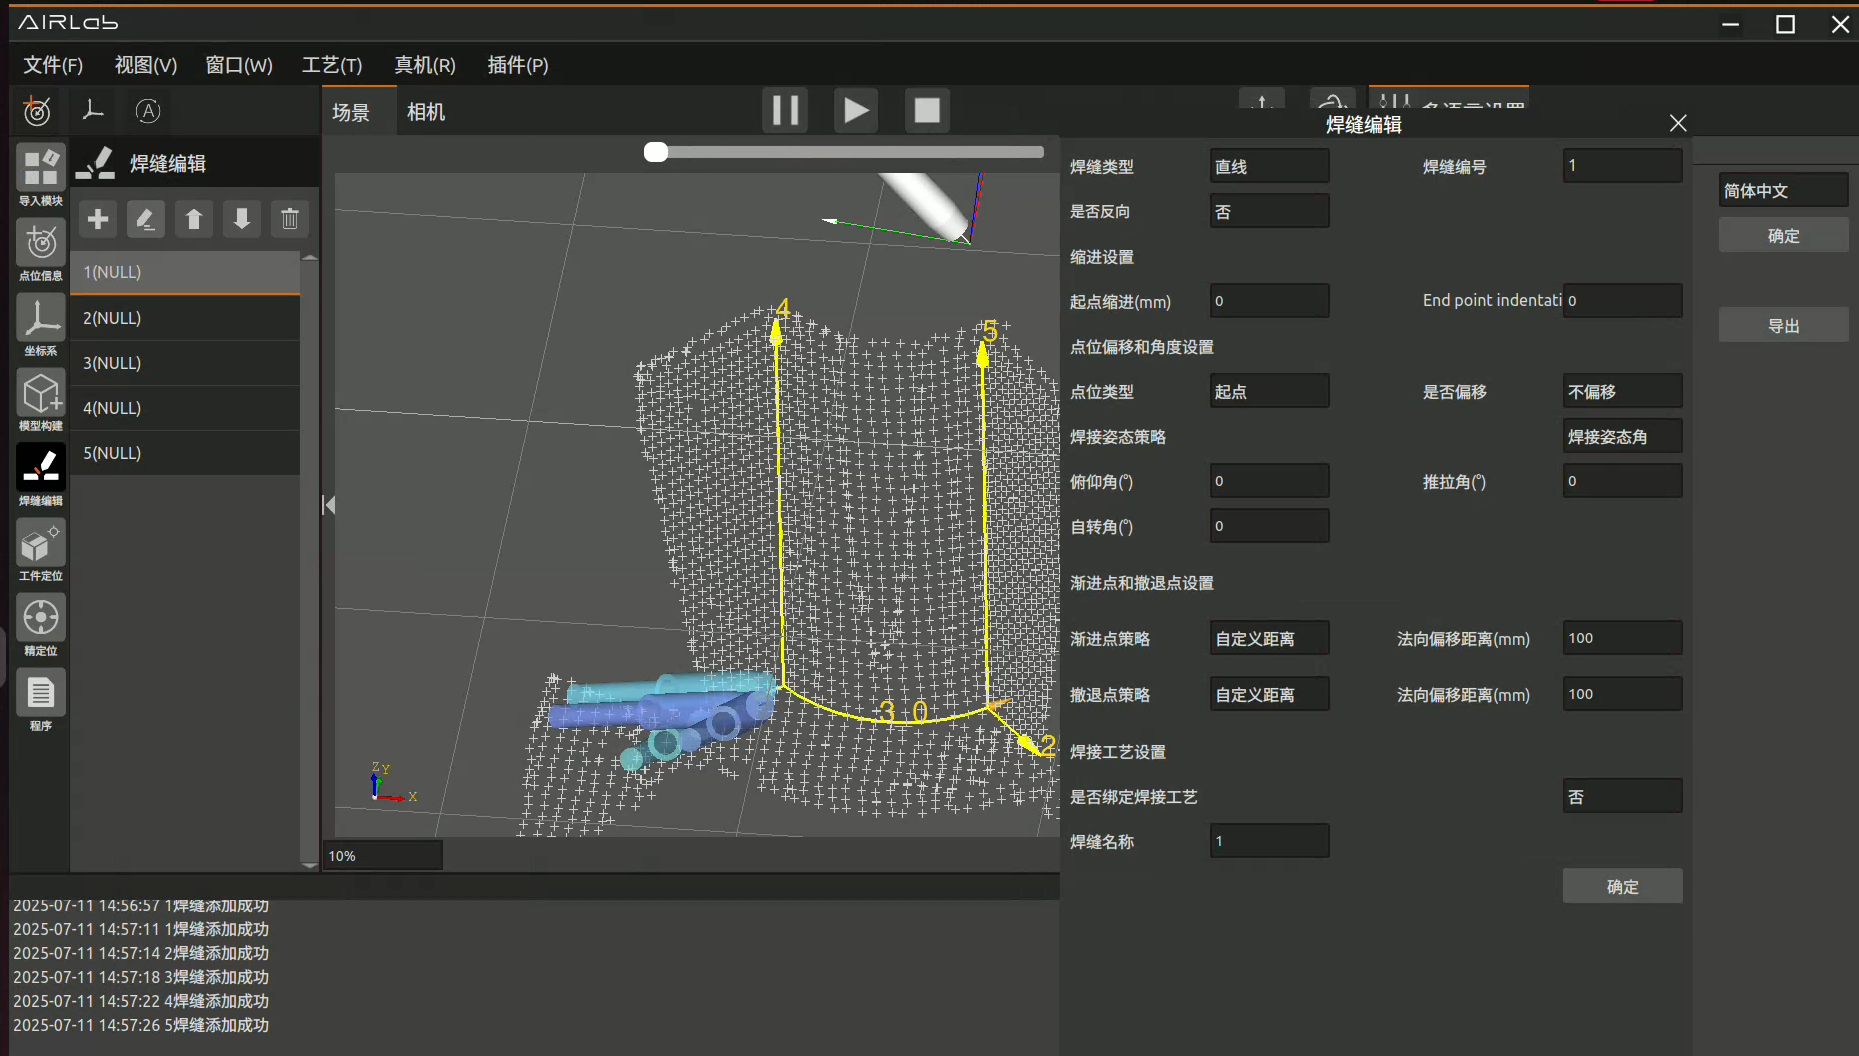 AIRLab
文件(F) 视图(V) 窗口(W) 工艺(T) 真机(R) 插件(P)
场景 相机
多语言设置
焊缝编辑
导入模块
点位信息
坐标系
模型构建
焊缝编辑
工件定位
精定位
程序
1(NULL)
2(NULL)
3(NULL)
4(NULL)
5(NULL)
4
5
3 0
2
Z Y
X
10%
焊缝编辑
焊缝类型 直线 焊缝编号 1
是否反向 否
缩进设置
起点缩进(mm) 0 End point indentati 0
点位偏移和角度设置
点位类型 起点 是否偏移 不偏移
焊接姿态策略 焊接姿态角
俯仰角(°) 0 推拉角(°) 0
自转角(°) 0
渐进点和撤退点设置
渐进点策略 自定义距离 法向偏移距离(mm) 100
撤退点策略 自定义距离 法向偏移距离(mm) 100
焊接工艺设置
是否绑定焊接工艺 否
焊缝名称 1
确定
简体中文
确定
导出
2025-07-11 14:56:57 1焊缝添加成功
2025-07-11 14:57:11 1焊缝添加成功
2025-07-11 14:57:14 2焊缝添加成功
2025-07-11 14:57:18 3焊缝添加成功
2025-07-11 14:57:22 4焊缝添加成功
2025-07-11 14:57:26 5焊缝添加成功